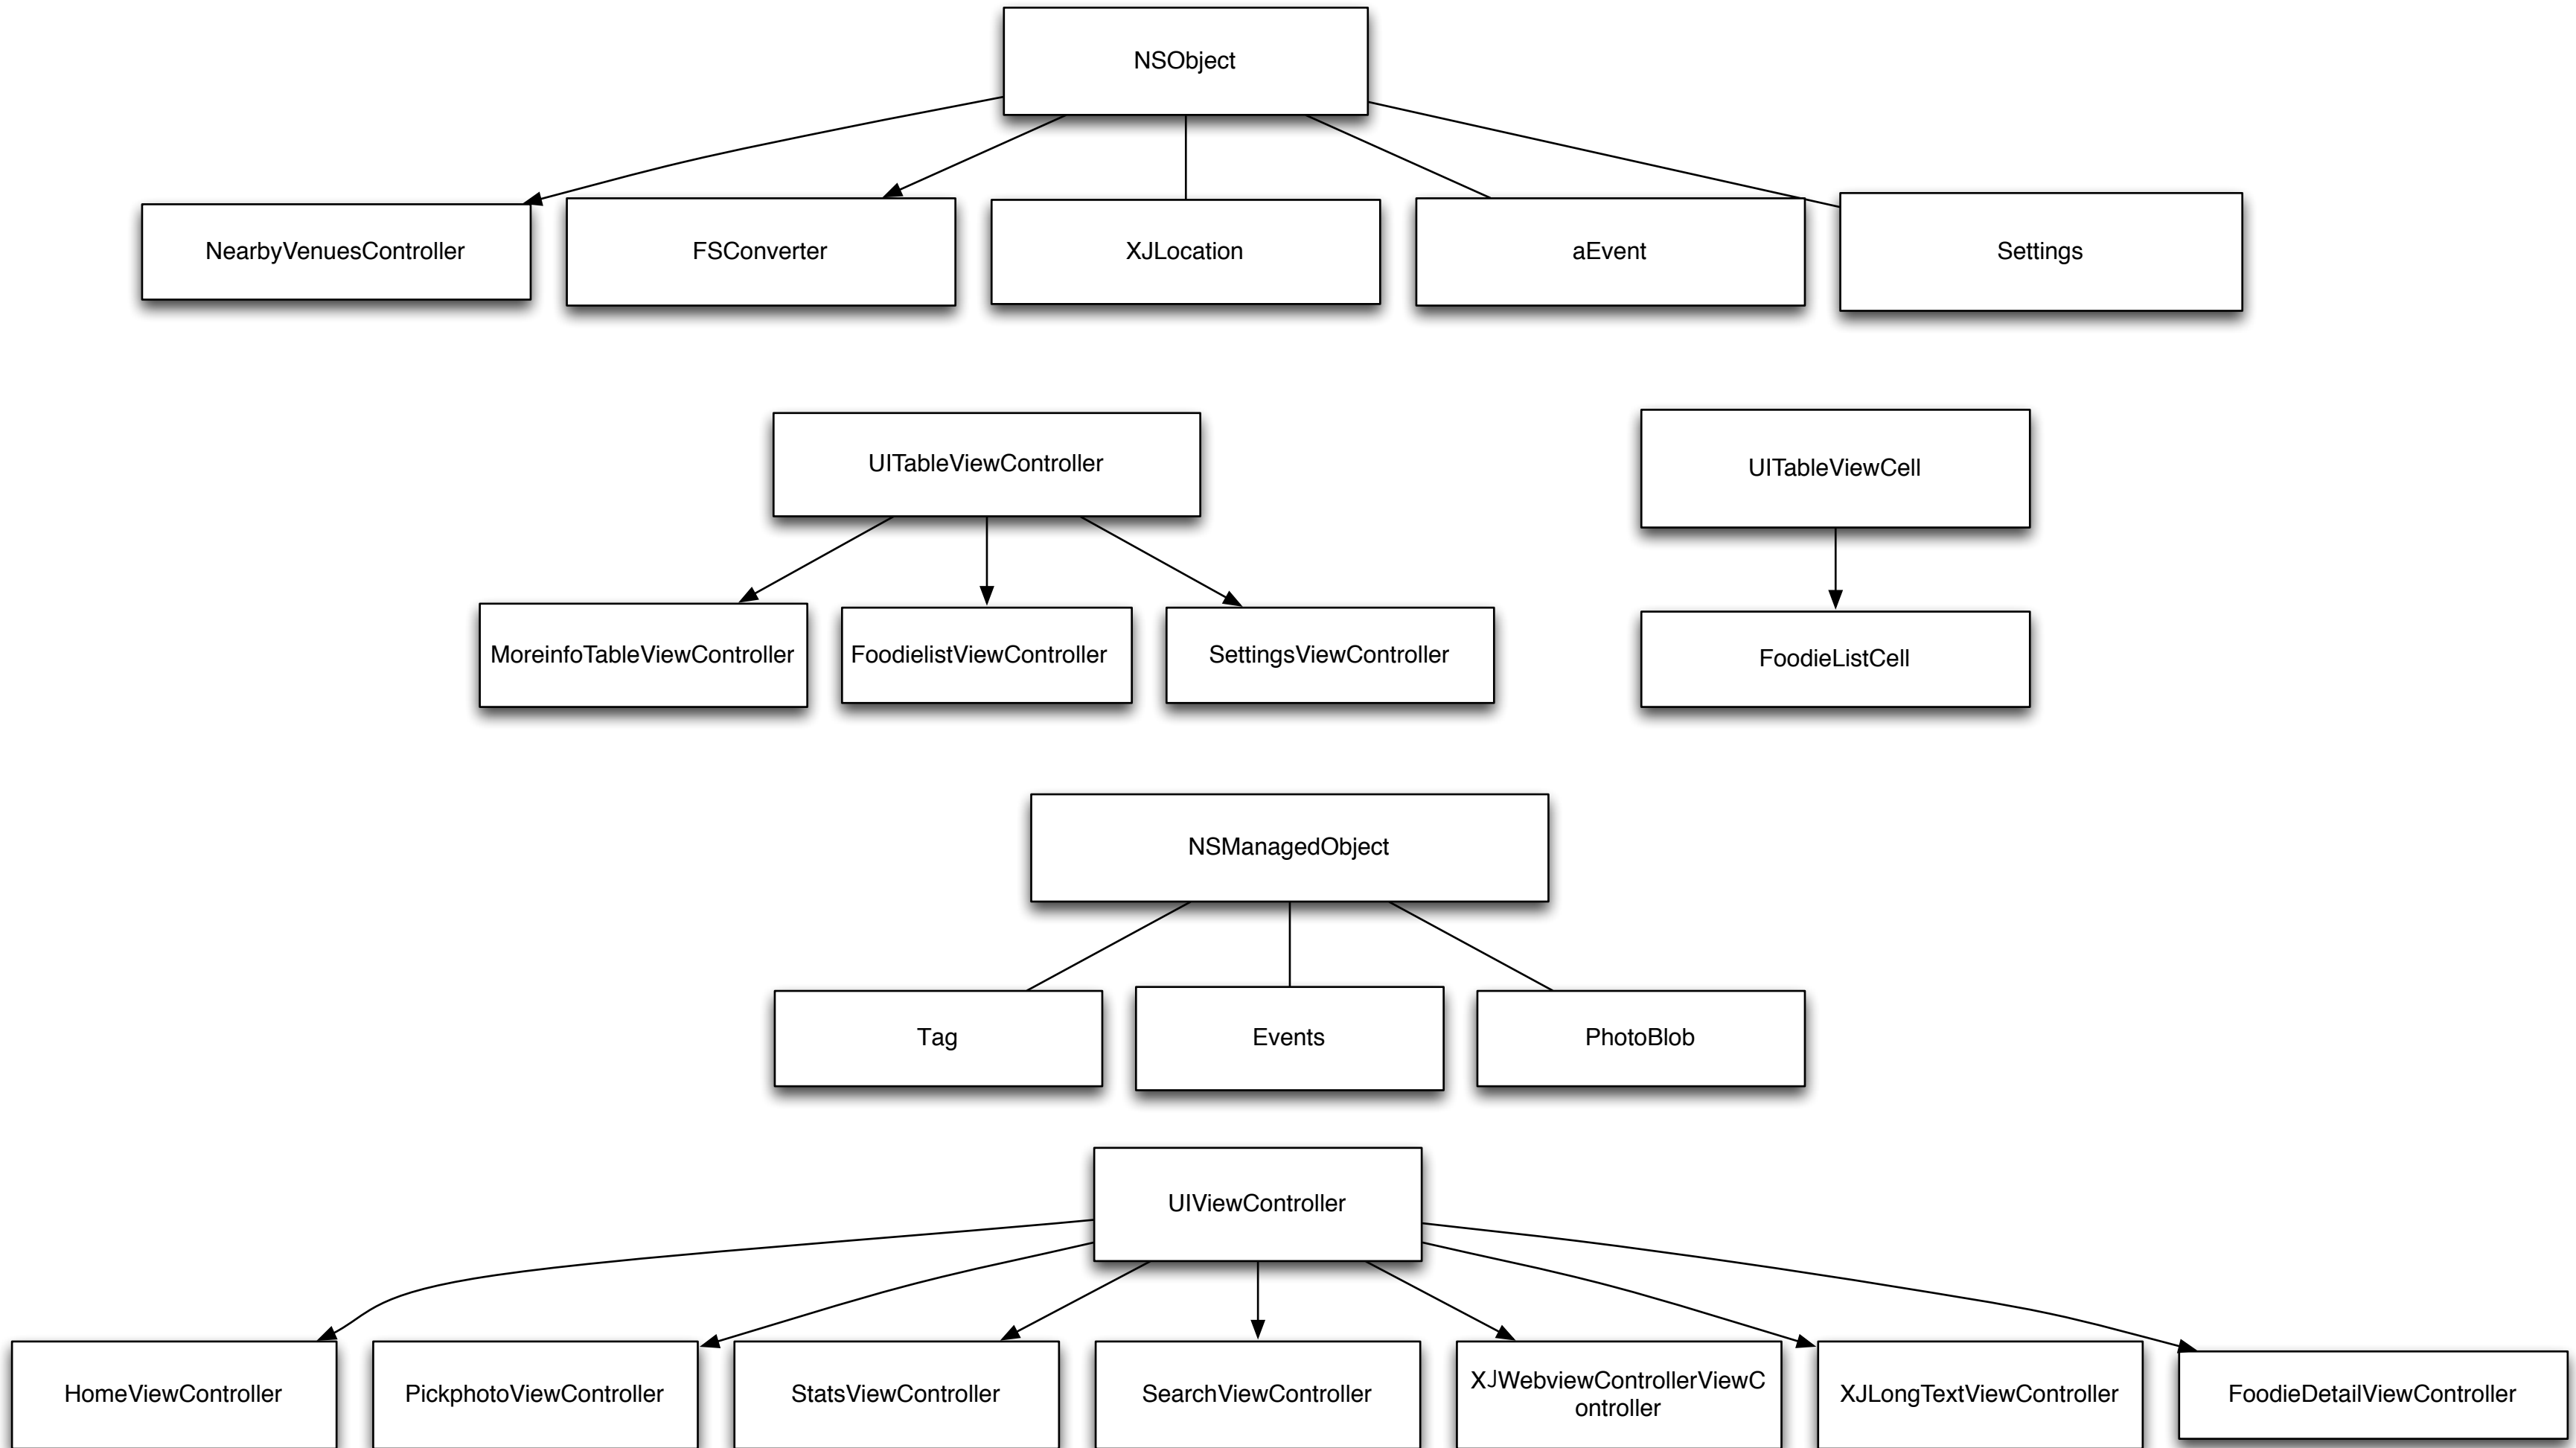 NSObject
NearbyVenuesController
FSConverter
XJLocation
aEvent
Settings
UITableViewController
UITableViewCell
MoreinfoTableViewController
FoodielistViewController
SettingsViewController
FoodieListCell
NSManagedObject
Tag
Events
PhotoBlob
UIViewController
HomeViewController
PickphotoViewController
StatsViewController
SearchViewController
XJWebviewControllerViewC
ontroller
XJLongTextViewController
FoodieDetailViewController